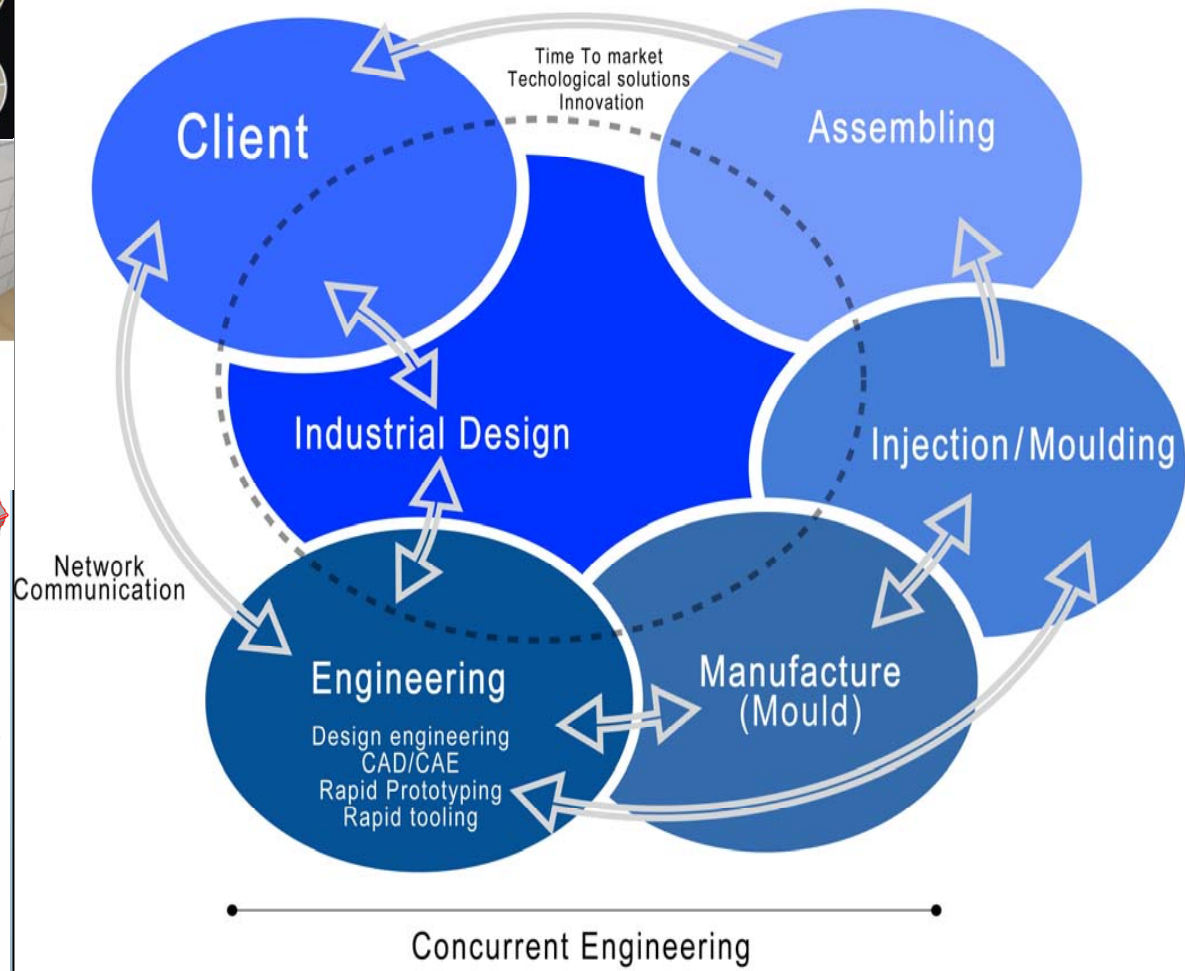 Time To market
Techological solutions
Innovation
Client
Assembling
Industrial Design
Injection/Moulding
Network
Communication
Engineering
Design engineering
CAD/CAE
Rapid Prototyping
Rapid tooling
Manufacture
(Mould)
Concurrent Engineering